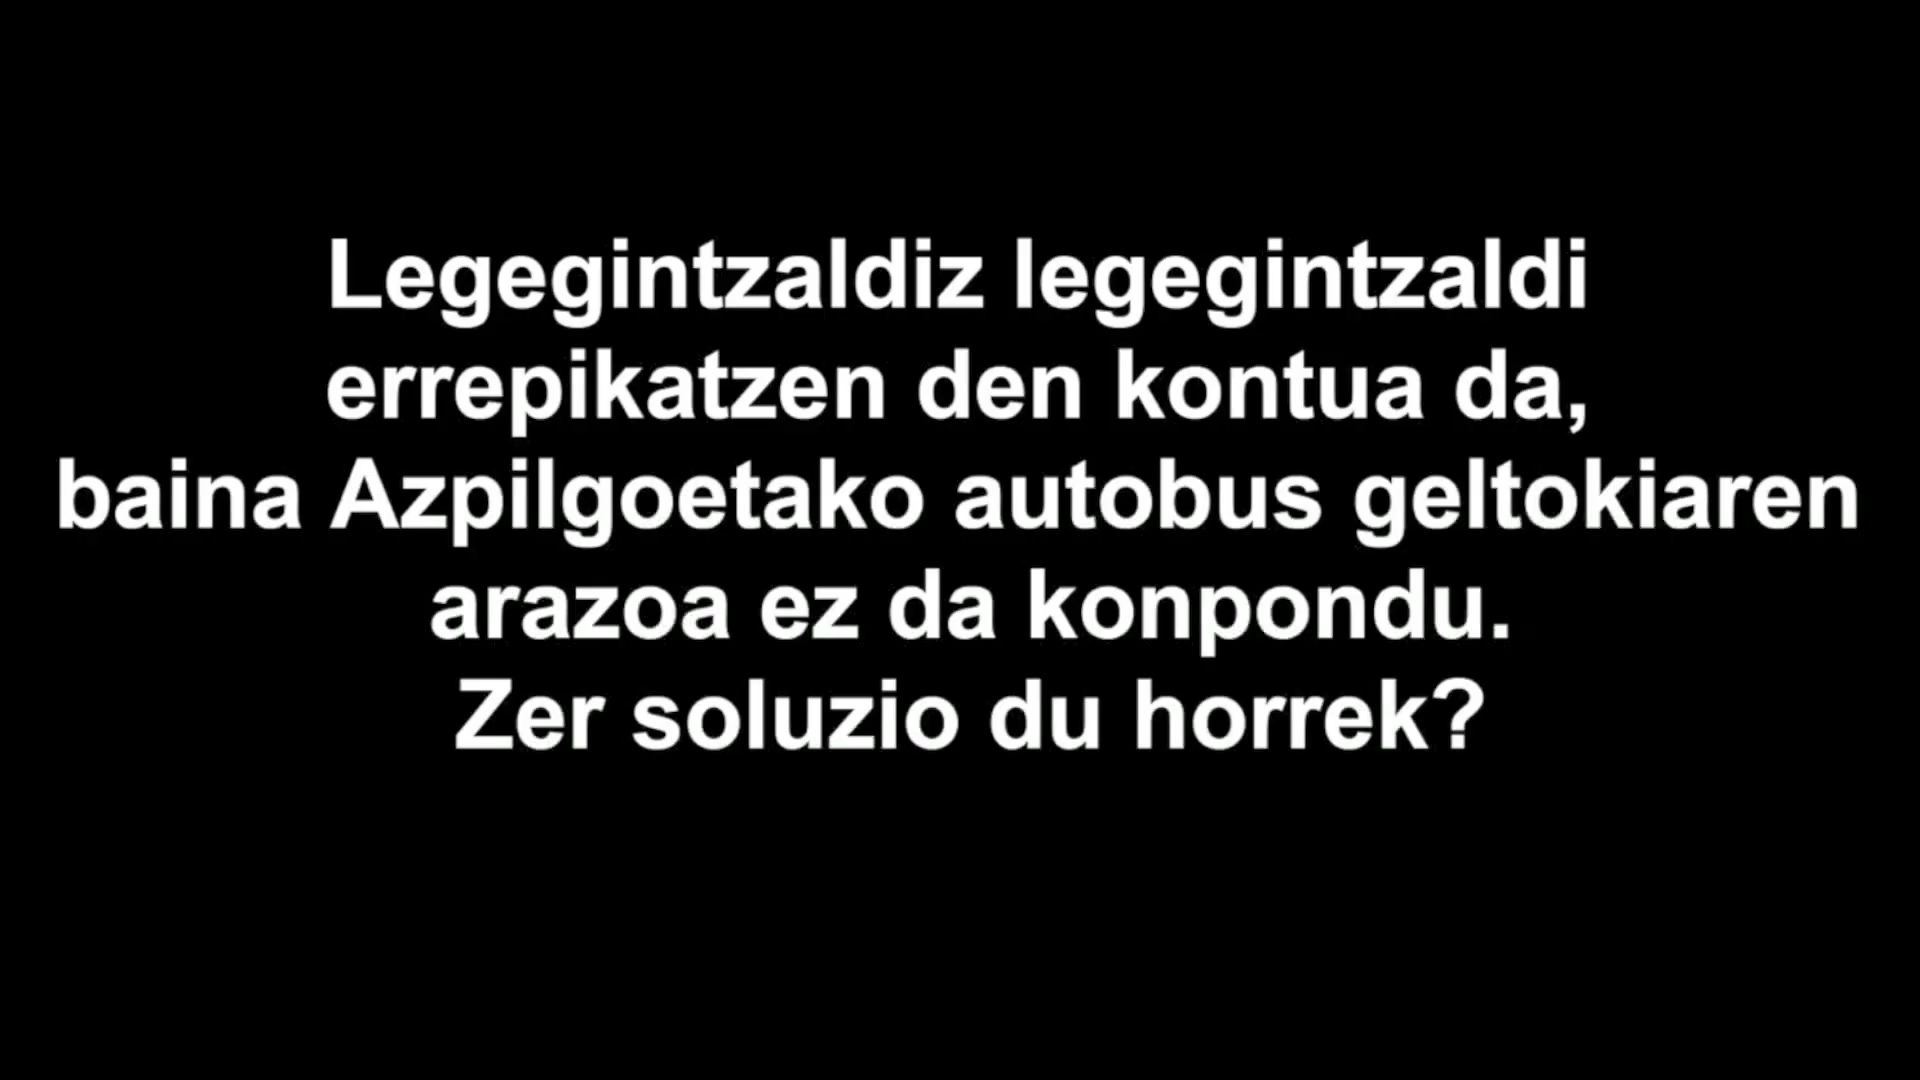 Legegintzaldiz legegintzaldi
errepikatzen den kontua da,
baina Azpilgoetako autobus geltokiaren
arazoa ez da konpondu.
Zer soluzio du horrek?